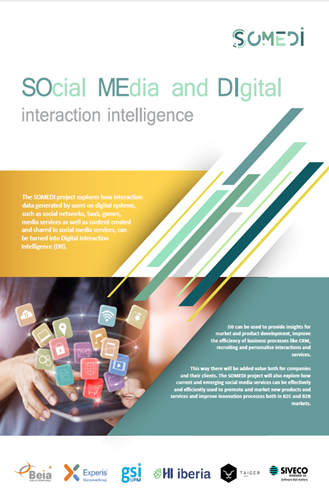 SOMEDI
SOcial MEdia and DIgital
interaction intelligence
The SOMEDI project explores how interaction
data generated by users on digital systems,
such as social networks, SaaS, games,
media services as well as content created
and shared in social media services, can
be turned into Digital Interaction
Intelligence (DII).
DII can be used to provide insights for
market and product development, improve
the efficiency of business processes like CRM,
recruiting and personalise interactions and
services.
This way there will be added value both for companies
and their clients. The SOMEDI project will also explore how
current and emerging social media services can be effectively
and efficiently used to promote and market new products and
services and improve innovation processes both in B2C and B2B
markets.
Beia
Experis
gsi
UPM
HI iberia
TAIGER
SIVECO